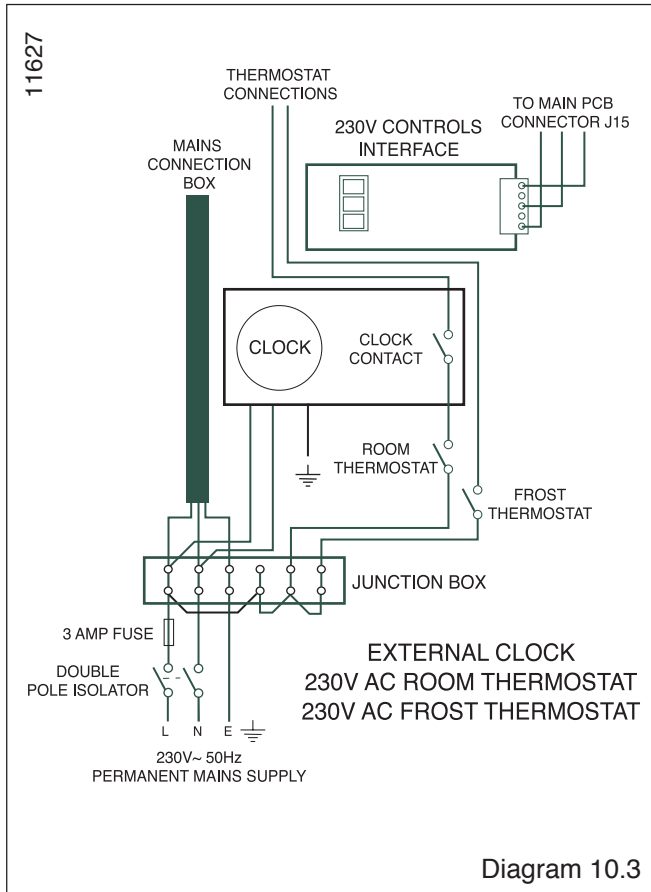 11627
THERMOSTAT
CONNECTIONS
TO MAIN PCB
CONNECTOR J15
230V CONTROLS
INTERFACE
MAINS
CONNECTION
BOX
CLOCK
CLOCK
CONTACT
ROOM
THERMOSTAT
FROST
THERMOSTAT
JUNCTION BOX
3 AMP FUSE
DOUBLE
POLE ISOLATOR
L N E
230V~ 50Hz
PERMANENT MAINS SUPPLY
EXTERNAL CLOCK
230V AC ROOM THERMOSTAT
230V AC FROST THERMOSTAT
Diagram 10.3